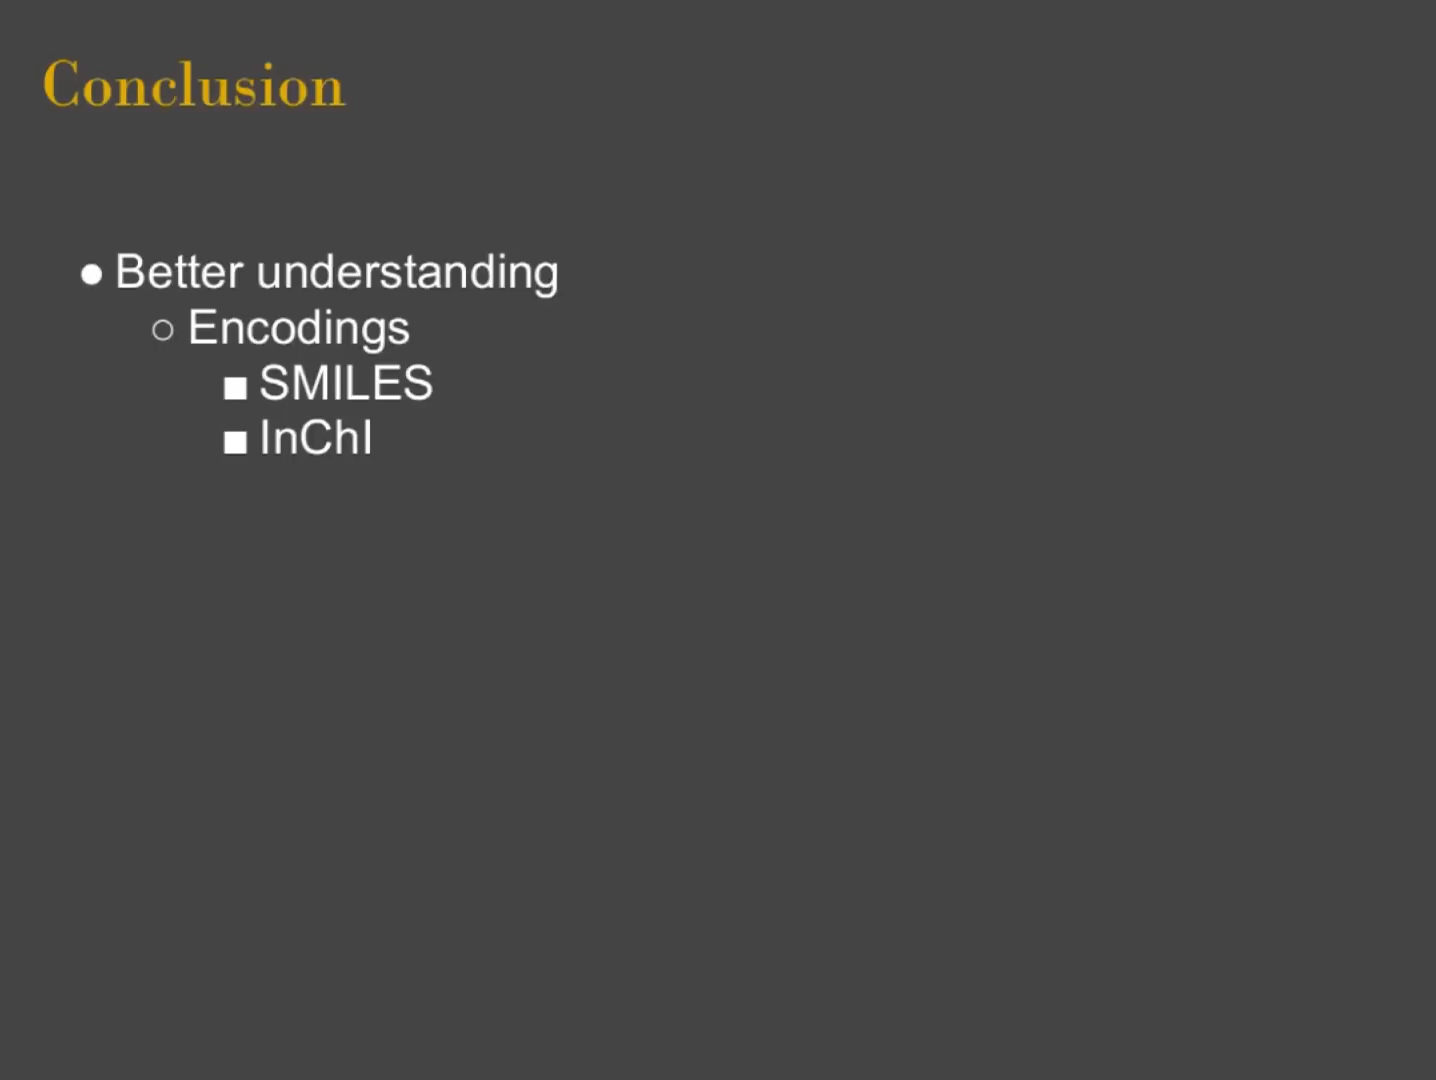 Conclusion
● Better understanding
○ Encodings
■ SMILES
■ InChI